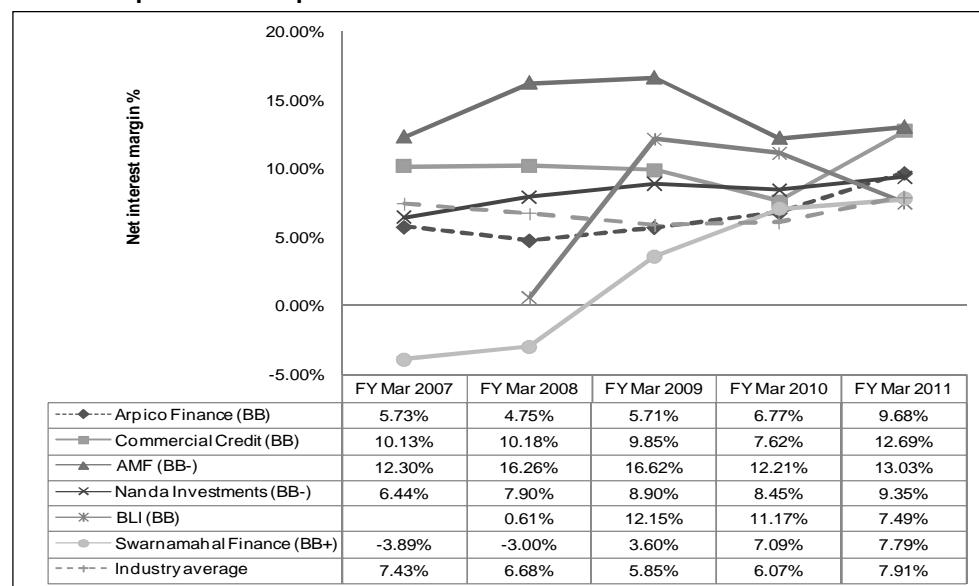 20.00%
15.00%
10.00%
5.00%
0.00%
-5.00%
Net interest margin %
FY Mar 2007 FY Mar 2008 FY Mar 2009 FY Mar 2010 FY Mar 2011
Arpico Finance (BB) 5.73% 4.75% 5.71% 6.77% 9.68%
Commercial Credit (BB) 10.13% 10.18% 9.85% 7.62% 12.69%
AMF (BB-) 12.30% 16.26% 16.62% 12.21% 13.03%
Nanda Investments (BB-) 6.44% 7.90% 8.90% 8.45% 9.35%
BLI (BB) 0.61% 12.15% 11.17% 7.49%
Swarnamahal Finance (BB+) -3.89% -3.00% 3.60% 7.09% 7.79%
Industry average 7.43% 6.68% 5.85% 6.07% 7.91%